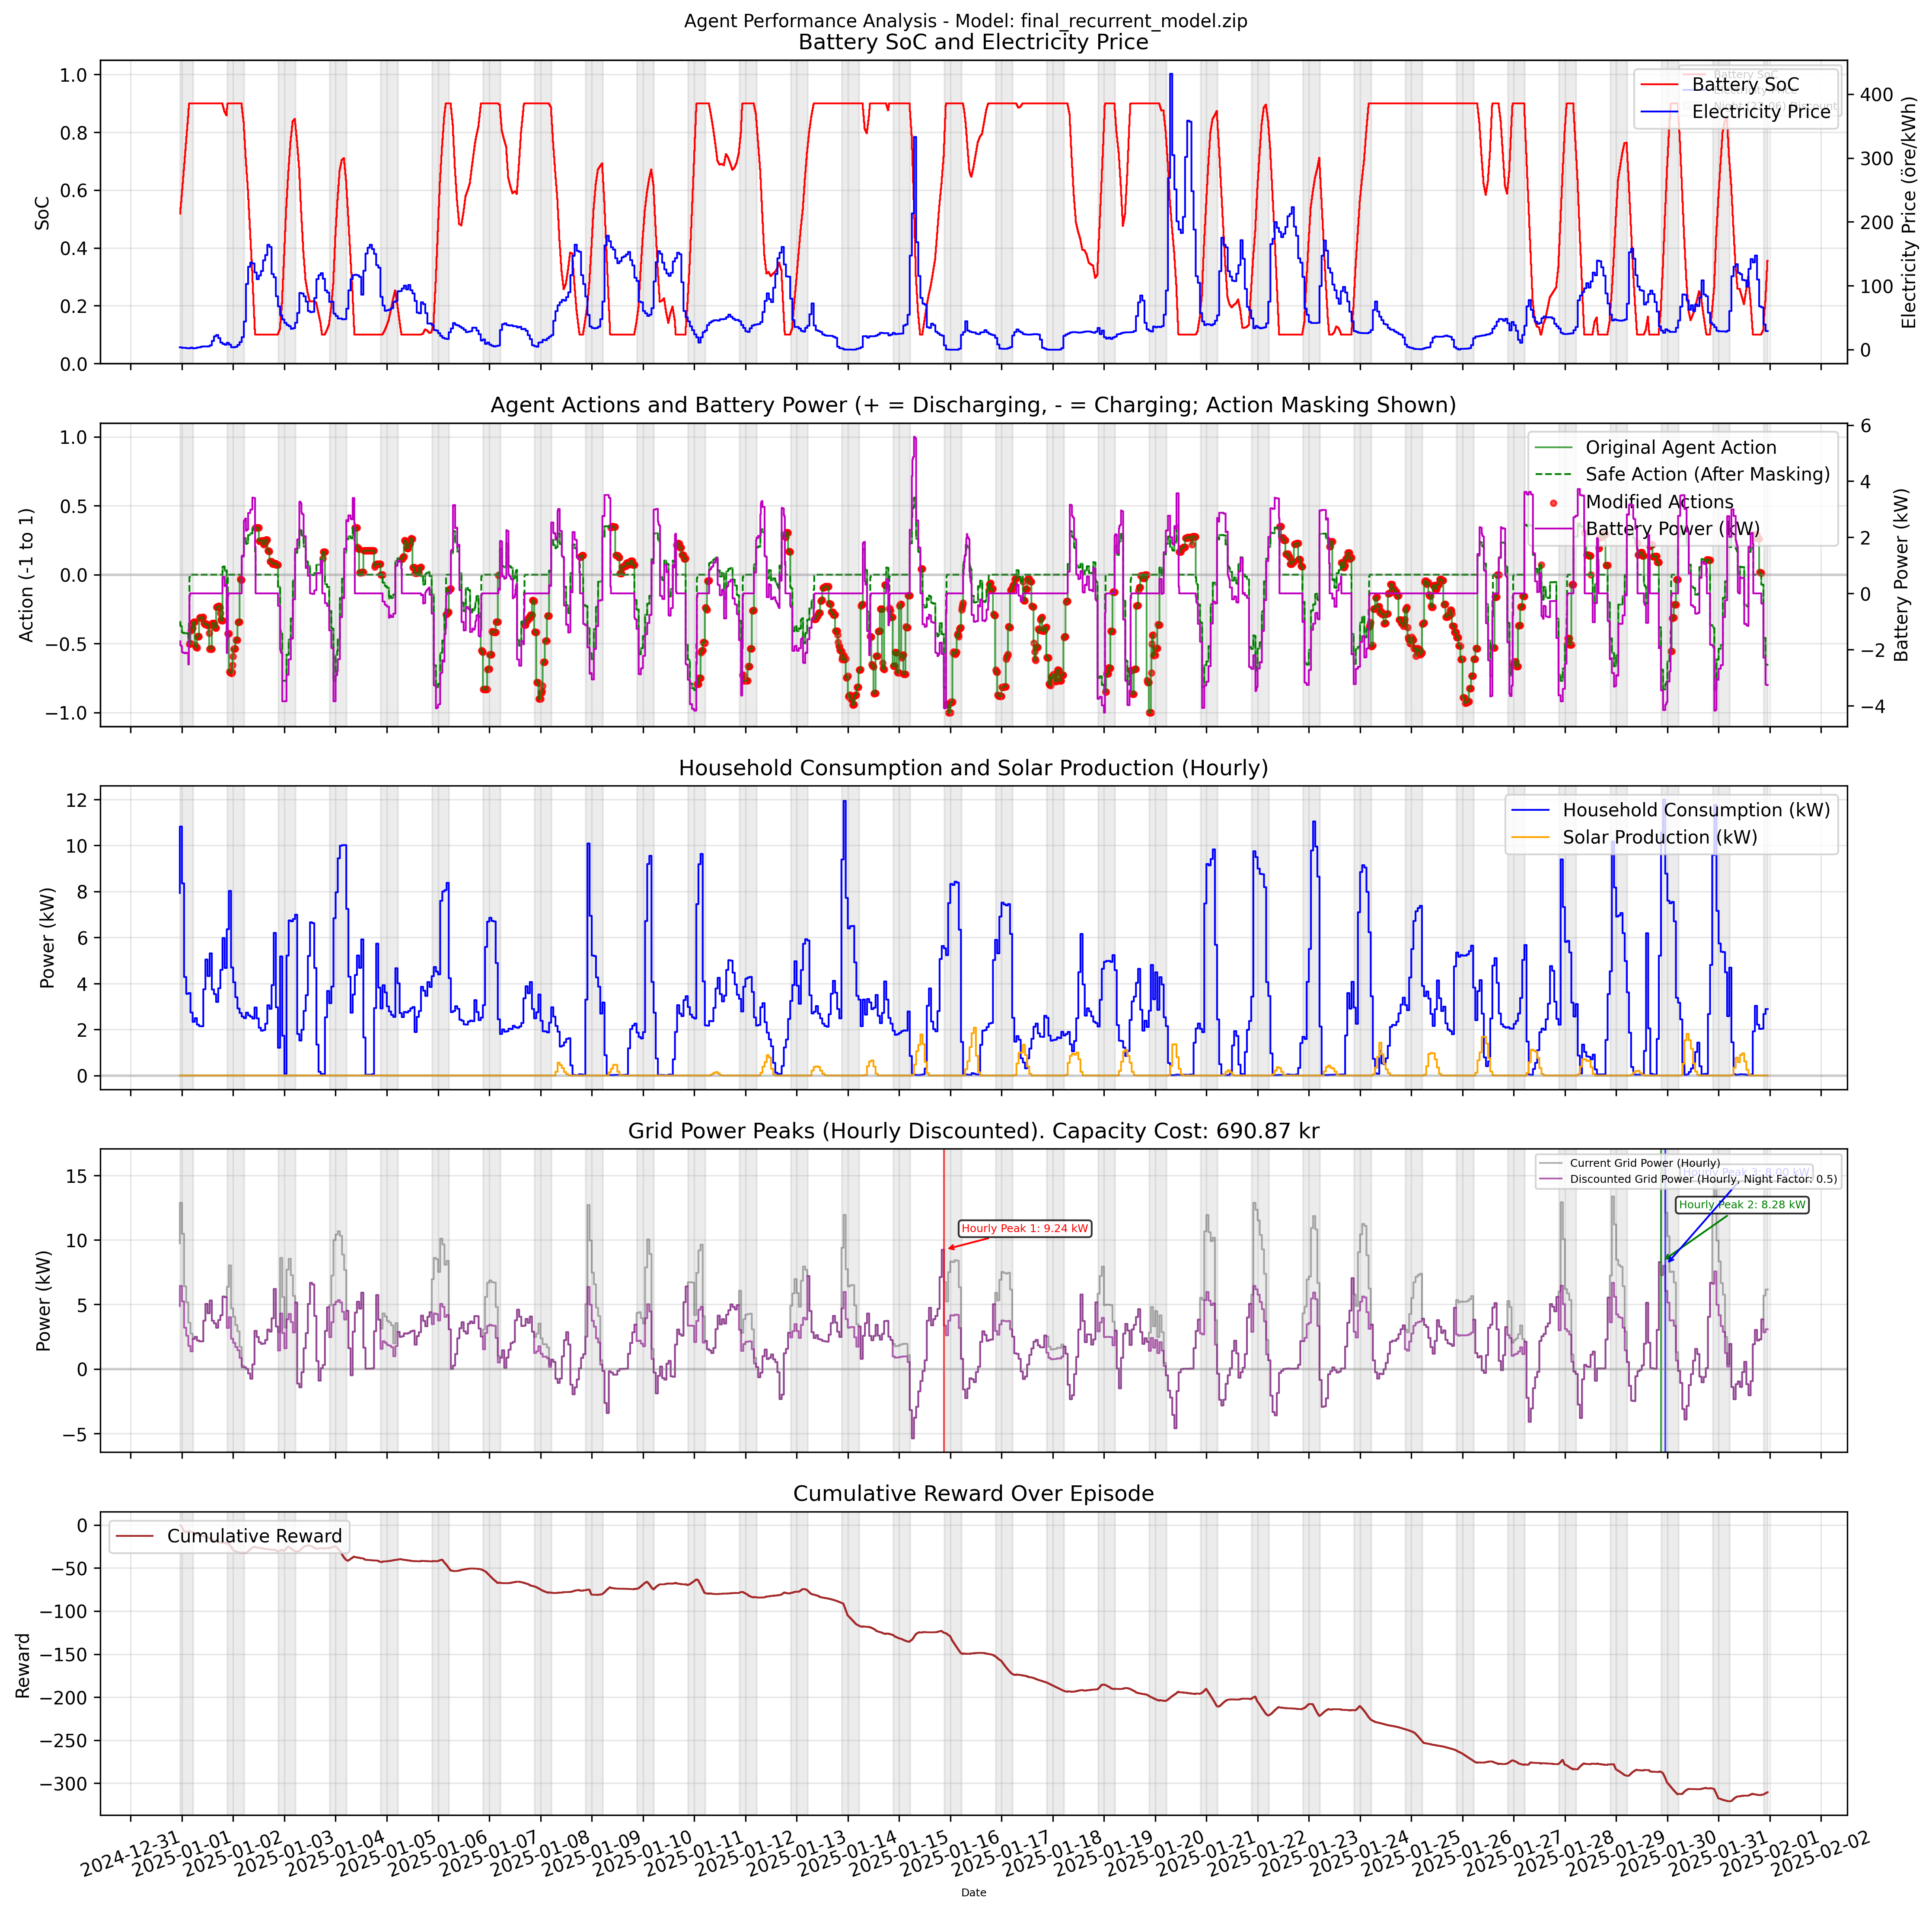 Agent Performance Analysis - Model: final_recurrent_model.zip
Battery SoC and Electricity Price
Battery SoC
Electricity Price
SoC
1.0
0.8
0.6
0.4
0.2
0.0
400
300
200
100
0
Electricity Price (öre/kWh)
Agent Actions and Battery Power (+ = Discharging, - = Charging; Action Masking Shown)
Original Agent Action
Safe Action (After Masking)
Modified Actions
Battery Power (kW)
Action (-1 to 1)
1.0
0.5
0.0
−0.5
−1.0
6
4
2
0
−2
−4
Battery Power (kW)
Household Consumption and Solar Production (Hourly)
Household Consumption (kW)
Solar Production (kW)
Power (kW)
12
10
8
6
4
2
0
Grid Power Peaks (Hourly Discounted). Capacity Cost: 690.87 kr
Current Grid Power (Hourly)
Discounted Grid Power (Hourly, Night Factor: 0.5)
Hourly Peak 3: 8.00 kW
Hourly Peak 2: 8.28 kW
Hourly Peak 1: 9.24 kW
Power (kW)
15
10
5
0
−5
Cumulative Reward Over Episode
Cumulative Reward
Reward
0
−50
−100
−150
−200
−250
−300
2024-12-31
2025-01-01
2025-01-01
2025-01-02
2025-01-03
2025-01-04
2025-01-05
2025-01-06
2025-01-07
2025-01-08
2025-01-09
2025-01-10
2025-01-11
2025-01-12
2025-01-13
2025-01-14
2025-01-15
2025-01-16
2025-01-17
2025-01-18
2025-01-19
2025-01-20
2025-01-21
2025-01-22
2025-01-23
2025-01-24
2025-01-25
2025-01-26
2025-01-27
2025-01-28
2025-01-29
2025-01-30
2025-01-31
2025-02-01
2025-02-02
Date